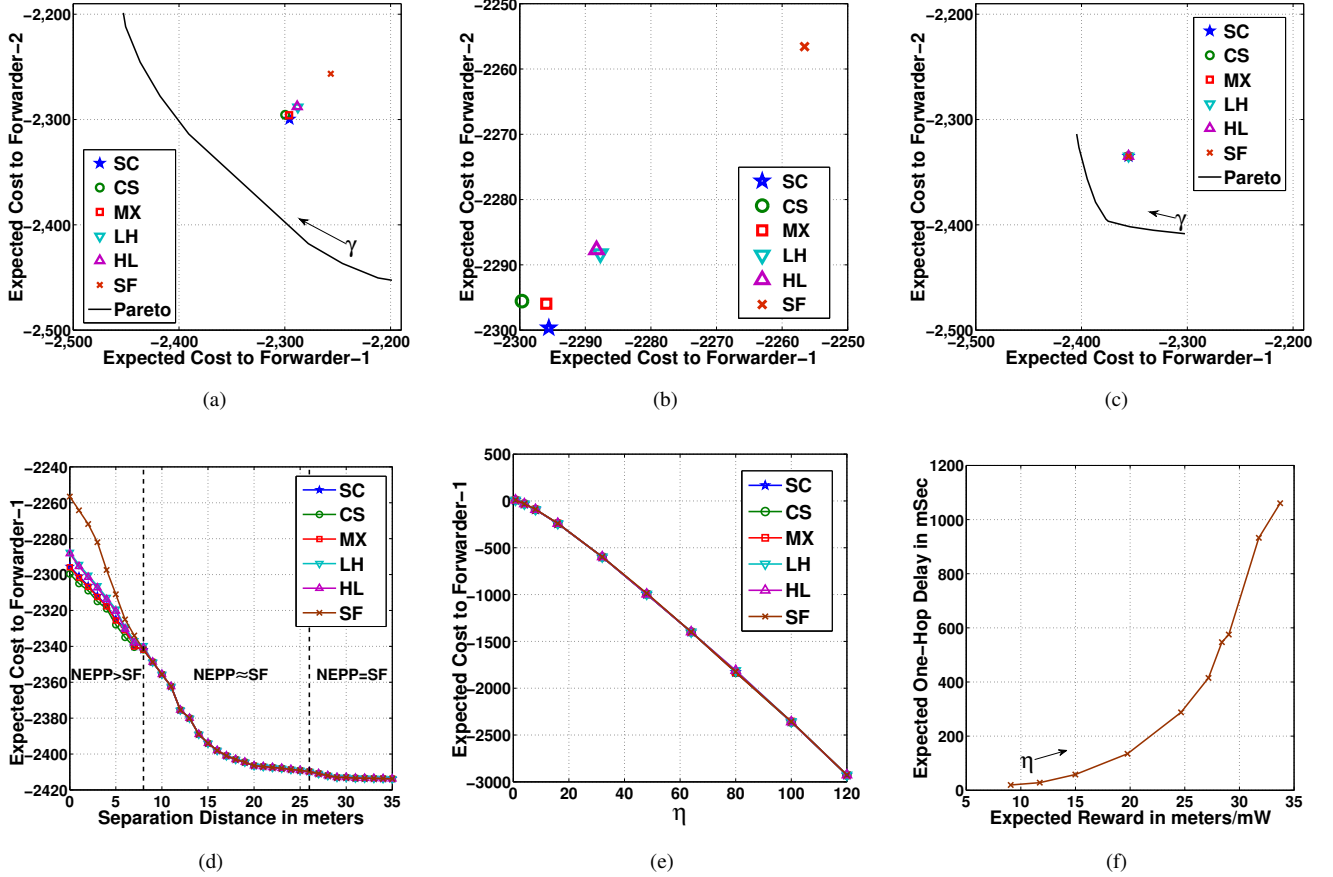 −2,200
−2,300
−2,400
−2,500
Expected Cost to Forwarder−2
−2,500
−2,400
−2,300
−2,200
Expected Cost to Forwarder−1
SC
CS
MX
LH
HL
SF
Pareto
γ
(a)
−2250
−2260
−2270
−2280
−2290
−2300
Expected Cost to Forwarder−2
−2300
−2290
−2280
−2270
−2260
−2250
Expected Cost to Forwarder−1
SC
CS
MX
LH
HL
SF
(b)
−2,200
−2,300
−2,400
−2,500
Expected Cost to Forwarder−2
−2,500
−2,400
−2,300
−2,200
Expected Cost to Forwarder−1
SC
CS
MX
LH
HL
SF
Pareto
γ
(c)
−2240
−2260
−2280
−2300
−2320
−2340
−2360
−2380
−2400
−2420
Expected Cost to Forwarder−1
0
5
10
15
20
25
30
35
Separation Distance in meters
SC
CS
MX
LH
HL
SF
NEPP>SF
NEPP≈SF
NEPP=SF
(d)
500
0
−500
−1000
−1500
−2000
−2500
−3000
Expected Cost to Forwarder−1
0
20
40
60
80
100
120
η
SC
CS
MX
LH
HL
SF
(e)
1200
1000
800
600
400
200
0
Expected One−Hop Delay in mSec
5
10
15
20
25
30
35
Expected Reward in meters/mW
η
(f)